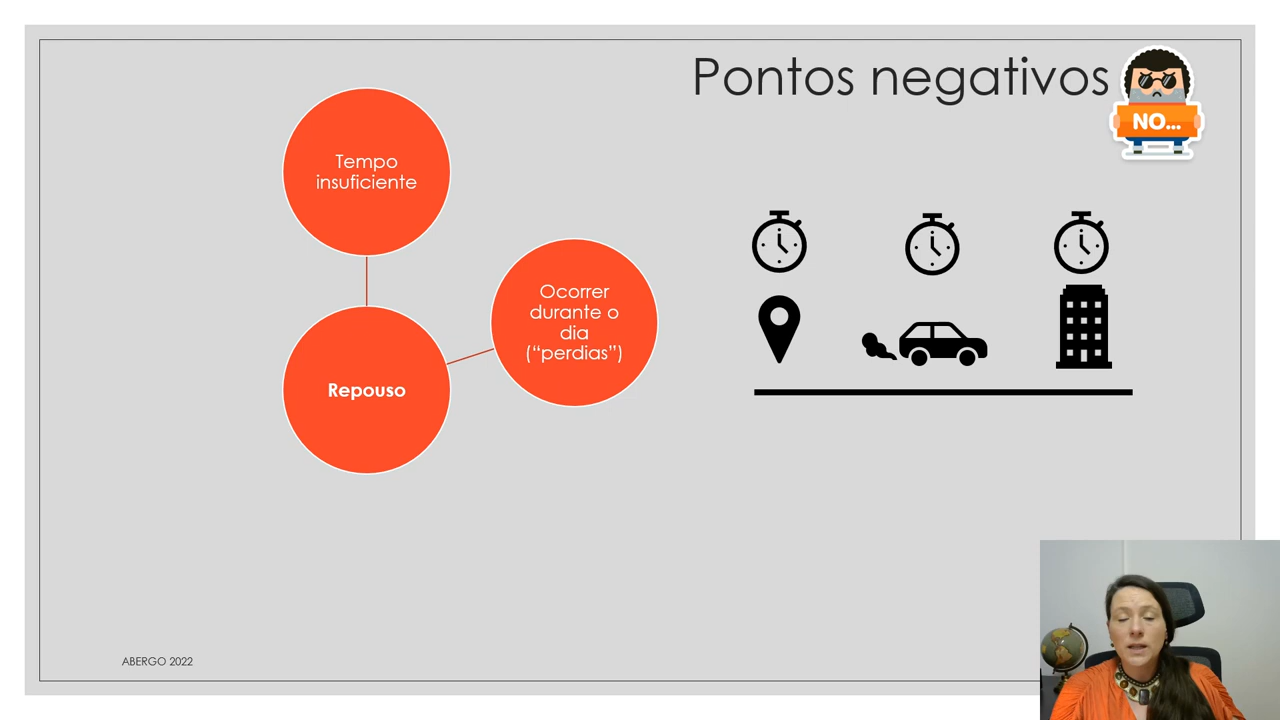 Pontos negativos
NO...
Tempo
insuficiente
Ocorrer
durante o
dia
(“perdias”)
Repouso
ABERGO 2022